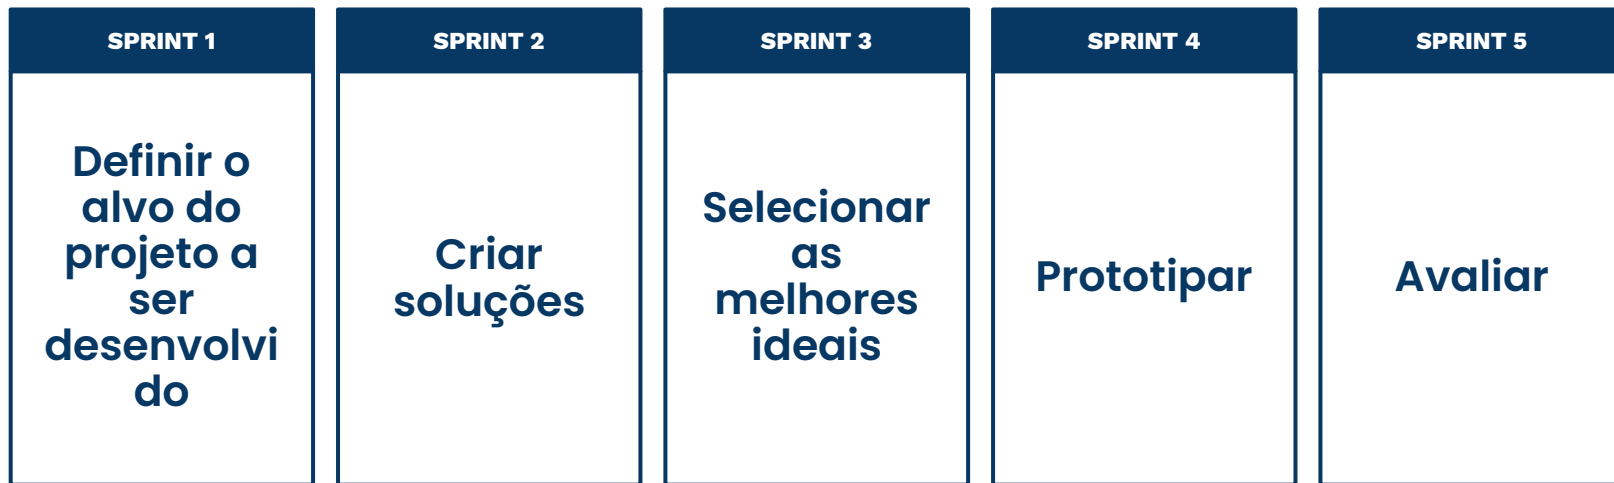 SPRINT 1
Definir o
alvo do
projeto a
ser
desenvolvi
do
SPRINT 2
Criar
soluções
SPRINT 3
Selecionar
as
melhores
ideais
SPRINT 4
Prototipar
SPRINT 5
Avaliar